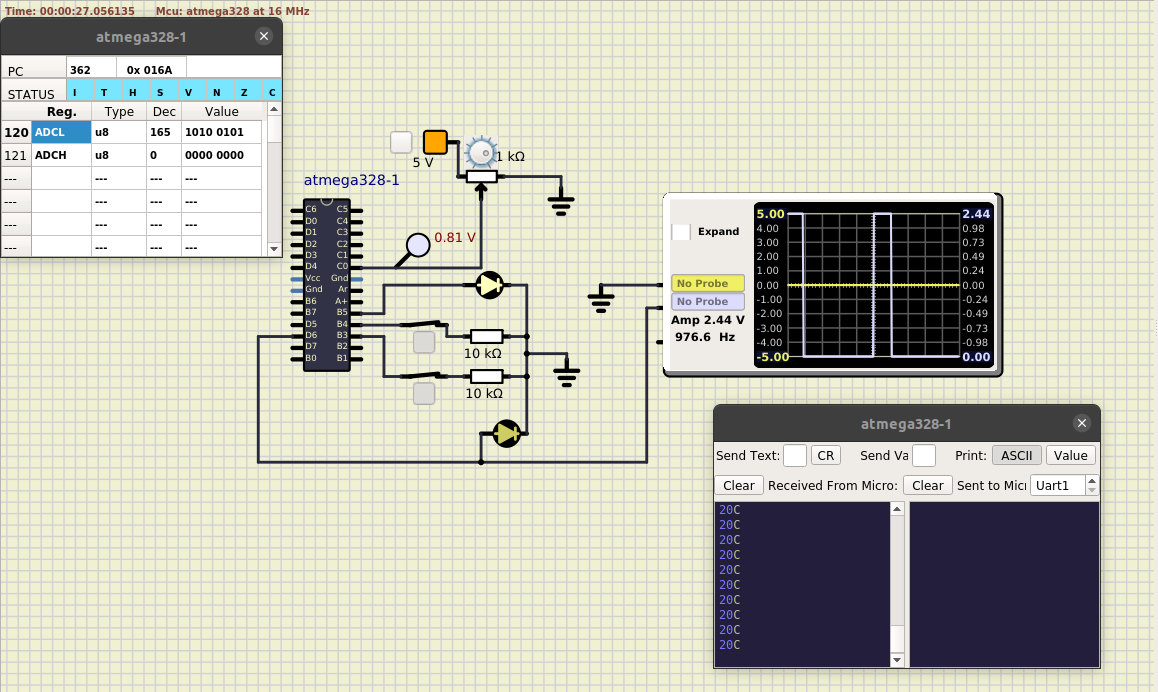 Time: 00:00:27.056135 Mcu: atmega328 at 16 MHz
atmega328-1
PC 362 0x 016A
STATUS I T H S V N Z C
Reg. Type Dec Value
120 ADCL u8 165 1010 0101
121 ADCH u8 0 0000 0000
--- --- --- ---
--- --- --- ---
--- --- --- ---
--- --- --- ---
5 V
1 kΩ
atmega328-1
C6 C5
D0 C4
D1 C3
D2 C2
D3 C1
D4 C0
Vcc Gnd
Gnd Ar
B6 A+
B7 B5
D5 B4
D6 B3
D7 B2
B0 B1
0.81 V
10 kΩ
10 kΩ
Expand
No Probe
No Probe
Amp 2.44 V
976.6 Hz
5.00 2.44
4.00 0.98
3.00 0.73
2.00 0.49
1.00 0.24
0.00 0.00
-1.00 -0.24
-2.00 -0.49
-3.00 -0.73
-4.00 -0.98
-5.00 0.00
atmega328-1
Send Text: CR Send Va Print: ASCII Value
Clear Received From Micro: Clear Sent to Micr Uart1
20C
20C
20C
20C
20C
20C
20C
20C
20C
20C